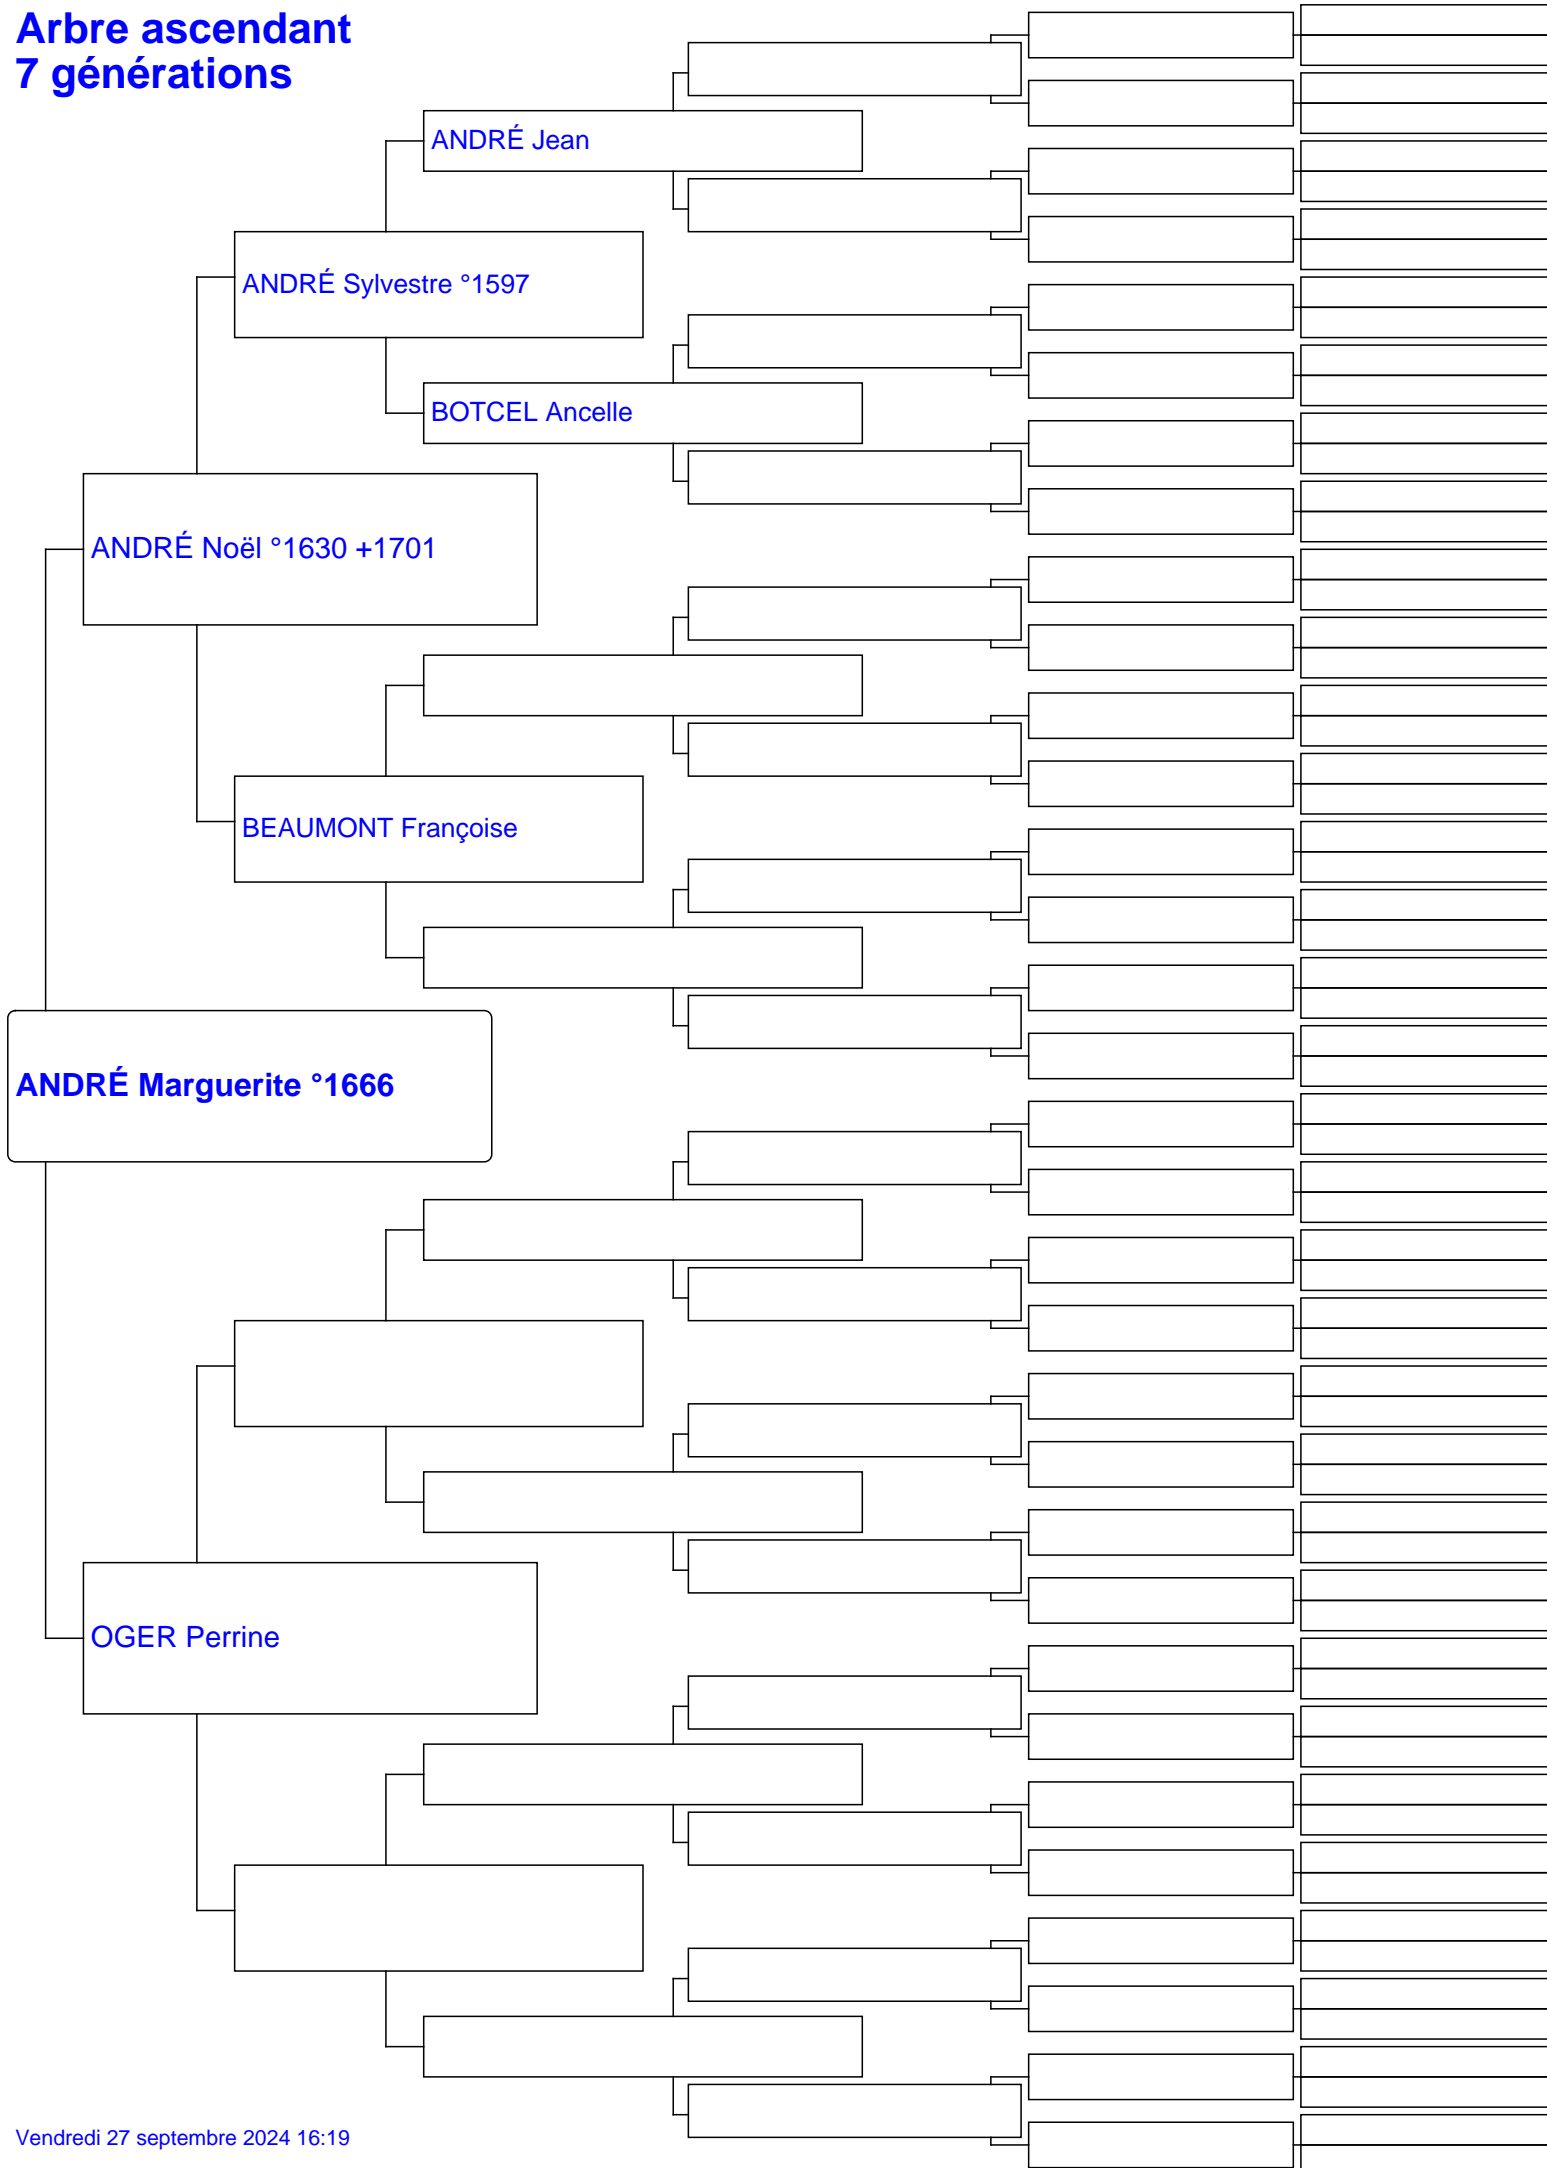 Arbre ascendant
7 générations
ANDRÉ Jean
ANDRÉ Sylvestre °1597
BOTCEL Ancelle
ANDRÉ Noël °1630 +1701
BEAUMONT Françoise
ANDRÉ Marguerite °1666
OGER Perrine
Vendredi 27 septembre 2024 16:19